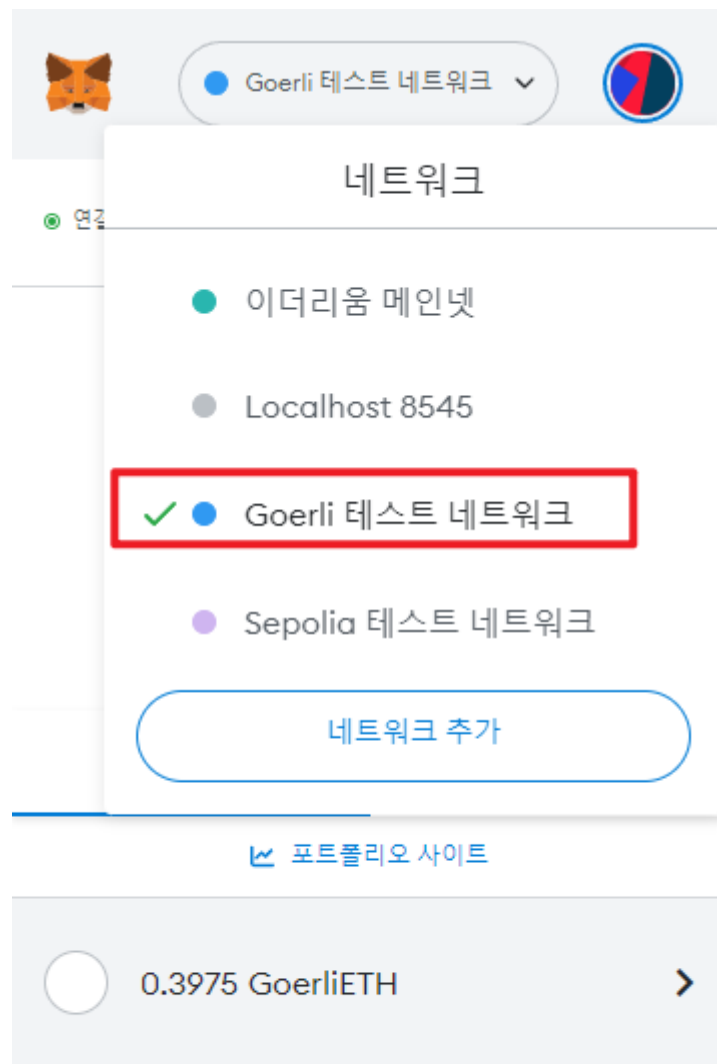 Goerli 테스트 네트워크
네트워크
이더리움 메인넷
Localhost 8545
Goerli 테스트 네트워크
Sepolia 테스트 네트워크
네트워크 추가
포트폴리오 사이트
0.3975 GoerliETH